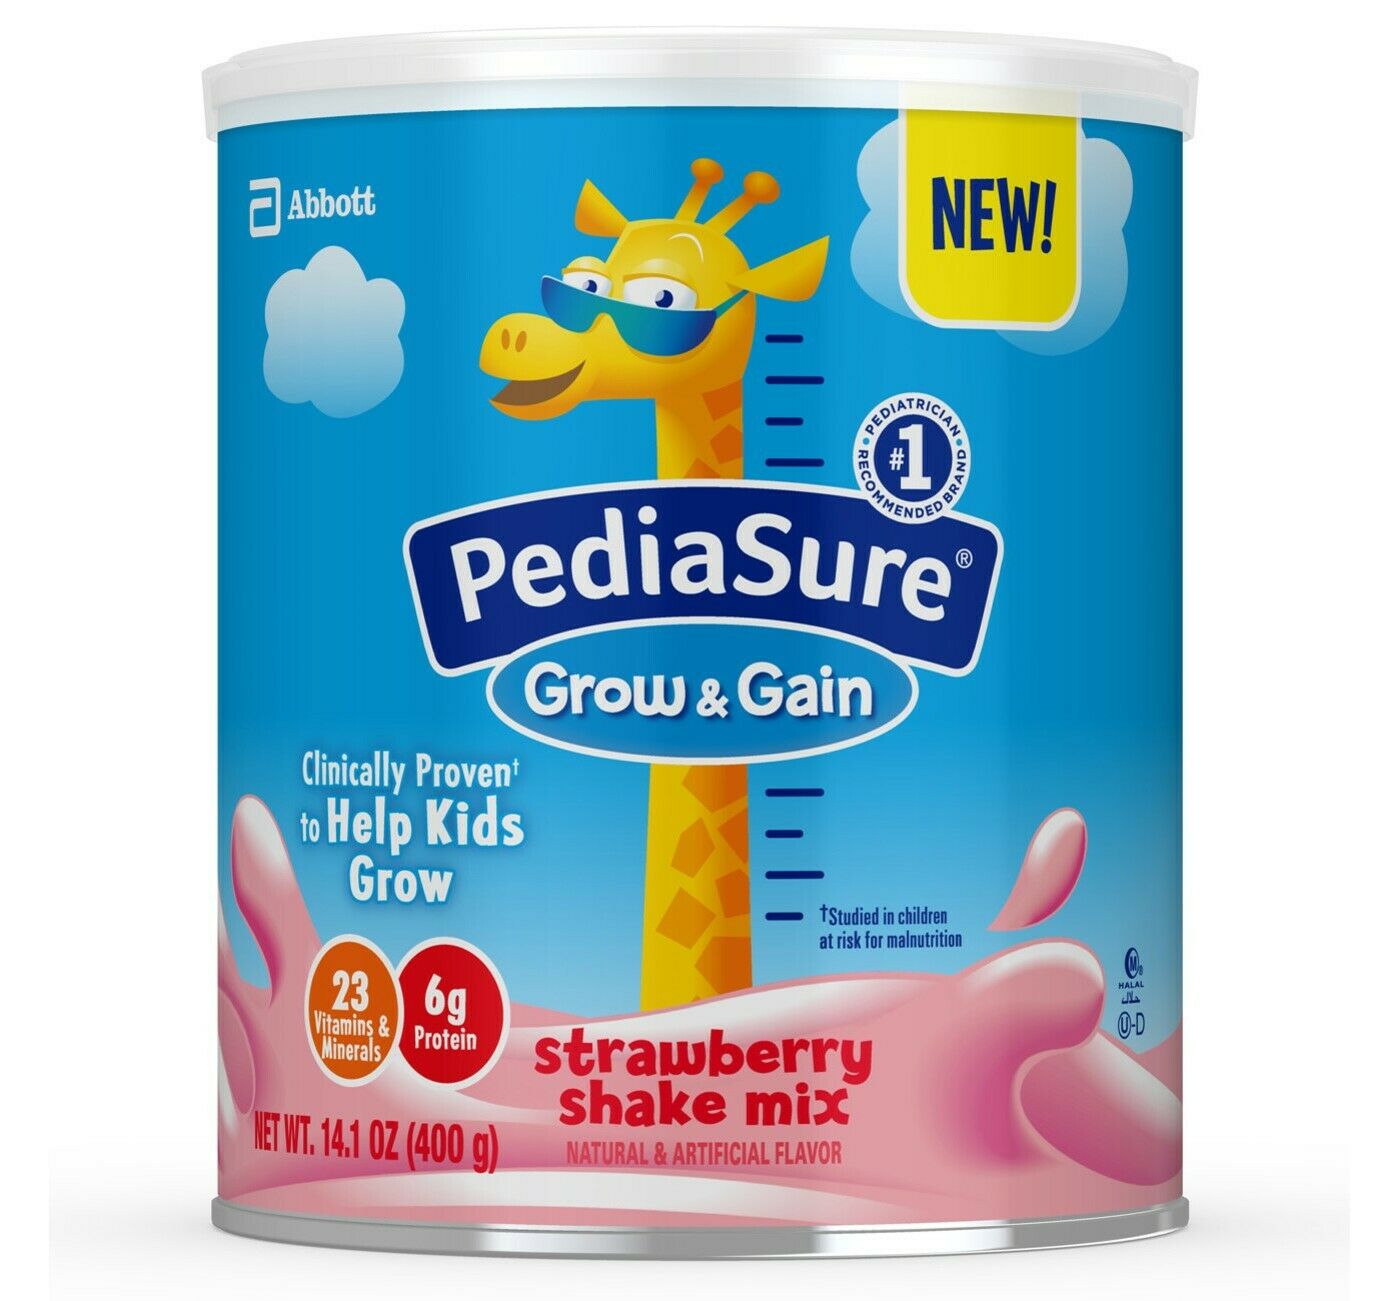 Abbott
NEW!
PEDIATRICIAN
#1
RECOMMENDED BRAND
PediaSure®
Grow & Gain
Clinically Proven†
to Help Kids
Grow
†Studied in children
at risk for malnutrition
23
Vitamins &
Minerals
6g
Protein
M
HALAL
حلال
U-D
strawberry
shake mix
NET WT. 14.1 OZ (400 g)
NATURAL & ARTIFICIAL FLAVOR